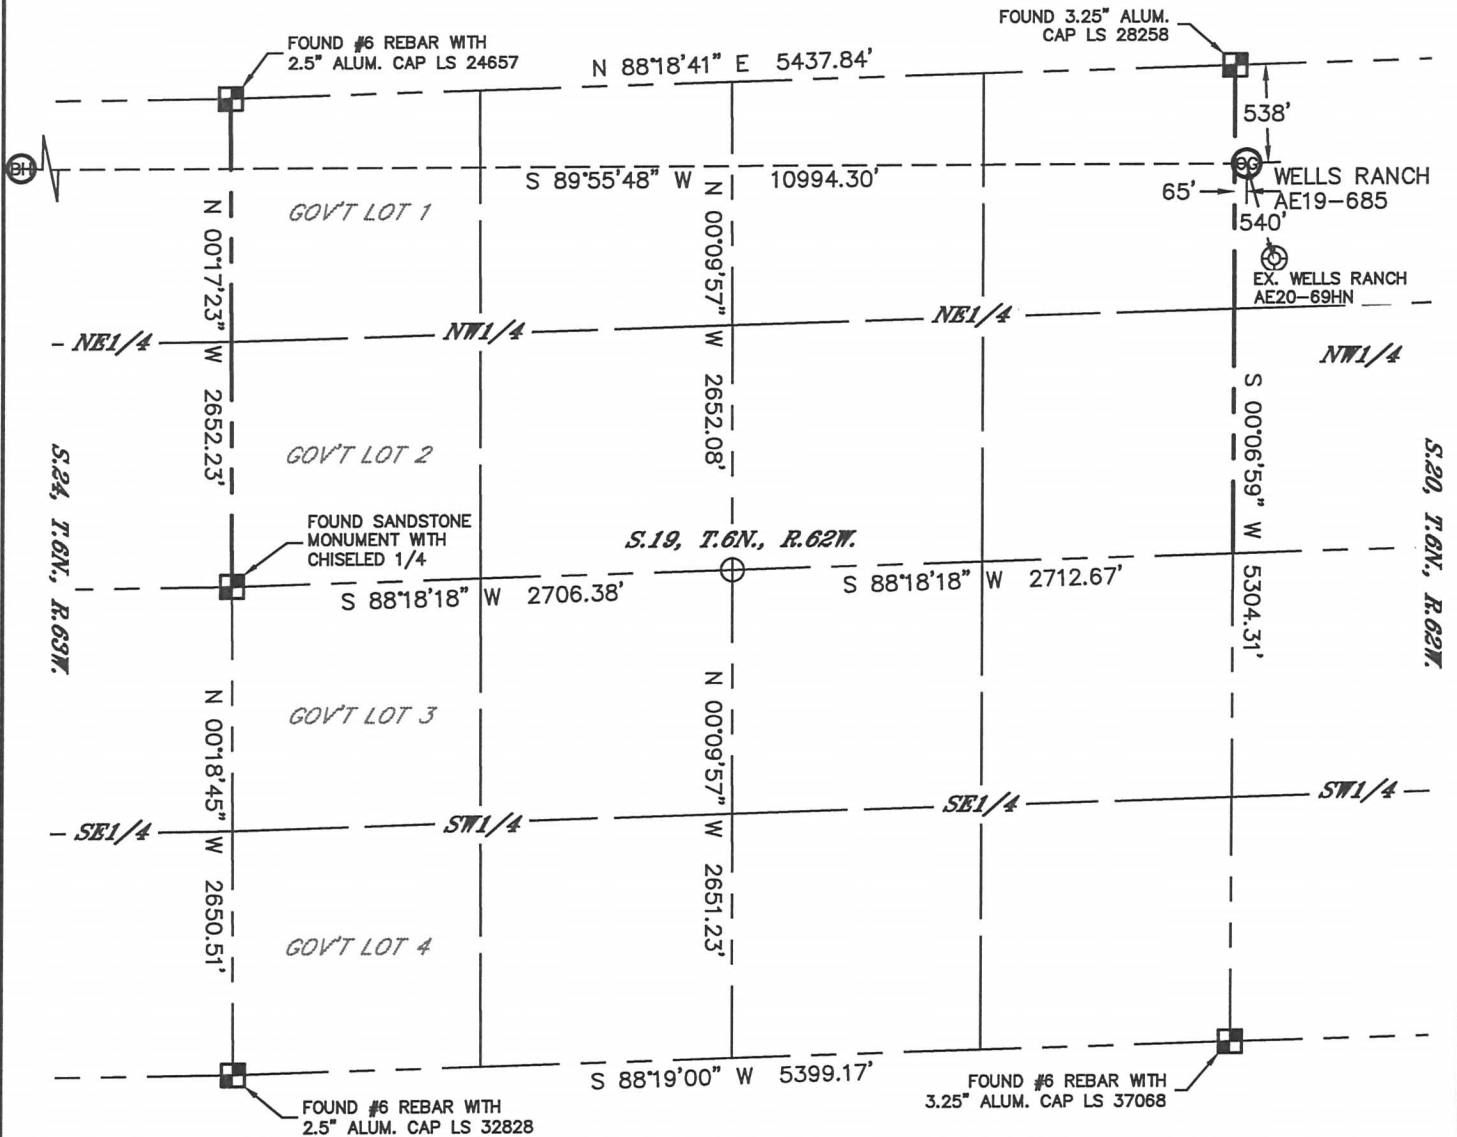 FOUND 3.25" ALUM.
CAP LS 28258
FOUND #6 REBAR WITH
2.5" ALUM. CAP LS 24657
N 88°18'41" E 5437.84'
538'
BH
S 89°55'48" W 10994.30'
OG
WELLS RANCH
AE19-685
65'
540'
GOV'T LOT 1
EX. WELLS RANCH
AE20-69HN
N 00°17'23" W 2652.23'
N 00°09'57" W 2652.08'
NE1/4
NW1/4
NE1/4
NW1/4
S 00°06'59" W 5304.31'
GOV'T LOT 2
S.24, T.6N., R.63W.
S.20, T.6N., R.62W.
FOUND SANDSTONE
MONUMENT WITH
CHISELED 1/4
S.19, T.6N., R.62W.
S 88°18'18" W 2706.38'
S 88°18'18" W 2712.67'
N 00°18'45" W 2650.51'
GOV'T LOT 3
N 00°09'57" W 2651.23'
SE1/4
SW1/4
SE1/4
SW1/4
GOV'T LOT 4
S 88°19'00" W 5399.17'
FOUND #6 REBAR WITH
3.25" ALUM. CAP LS 37068
FOUND #6 REBAR WITH
2.5" ALUM. CAP LS 32828